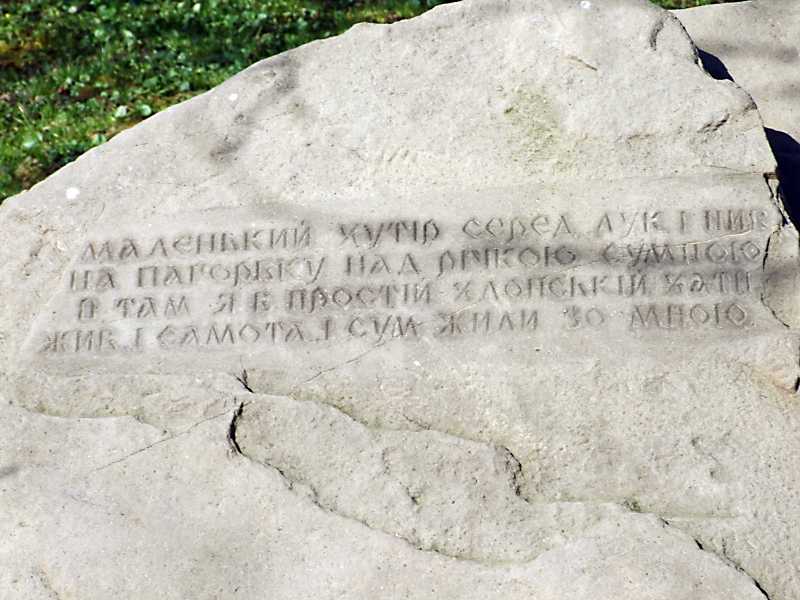 МАЛЕНЬКИЙ ХУТІР СЕРЕД ЛУК І НИВ
НА ПАГОРЬКУ НАД РІЧКОЮ СУМНОЮ
ТАМ Я В ПРОСТІЙ ХЛОПСЬКІЙ ХАТІ
ЖИВ, І САМОТА, І СУМ ЖИЛИ ЗО МНОЮ